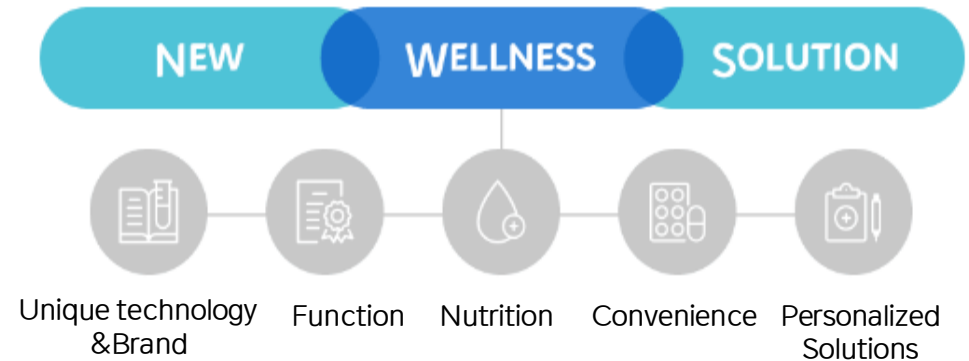 NEW WELLNESS SOLUTION
Unique technology
&Brand
Function
Nutrition
Convenience
Personalized
Solutions